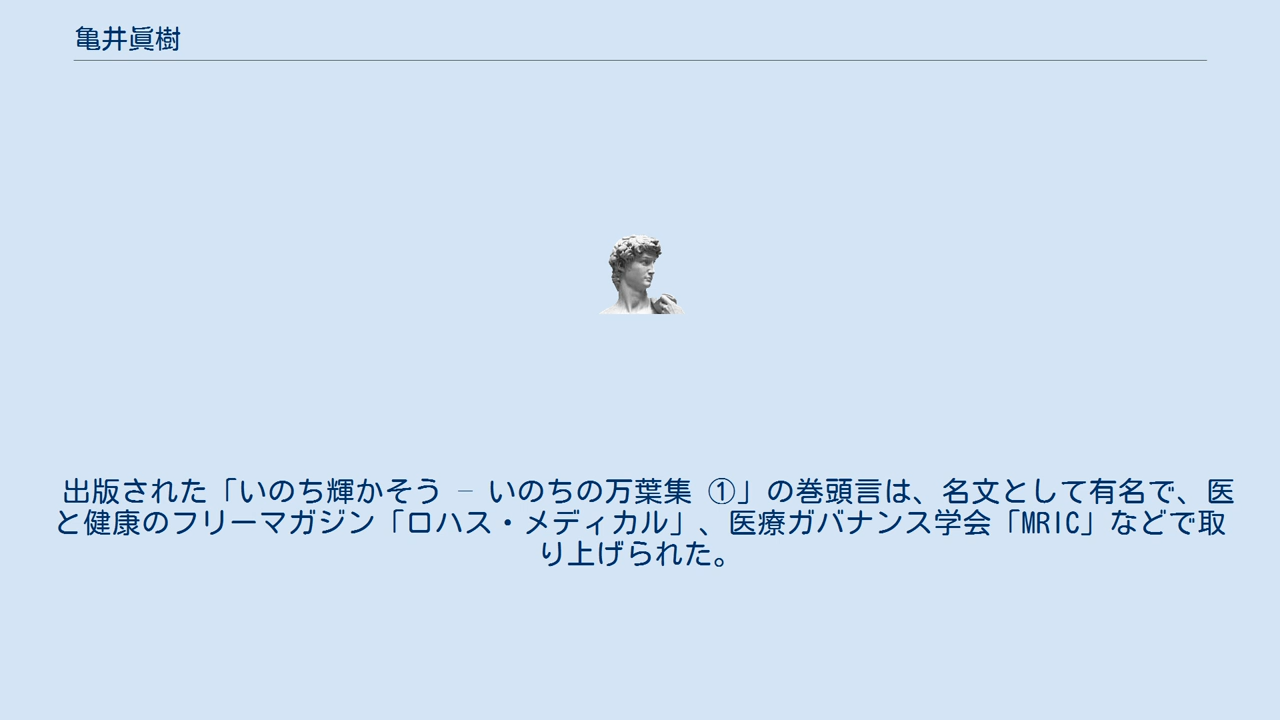 亀井眞樹
出版された「いのち輝かそう – いのちの万葉集 ①」の巻頭言は、名文として有名で、医
と健康のフリーマガジン「ロハス・メディカル」、医療ガバナンス学会「MRIC」などで取
り上げられた。